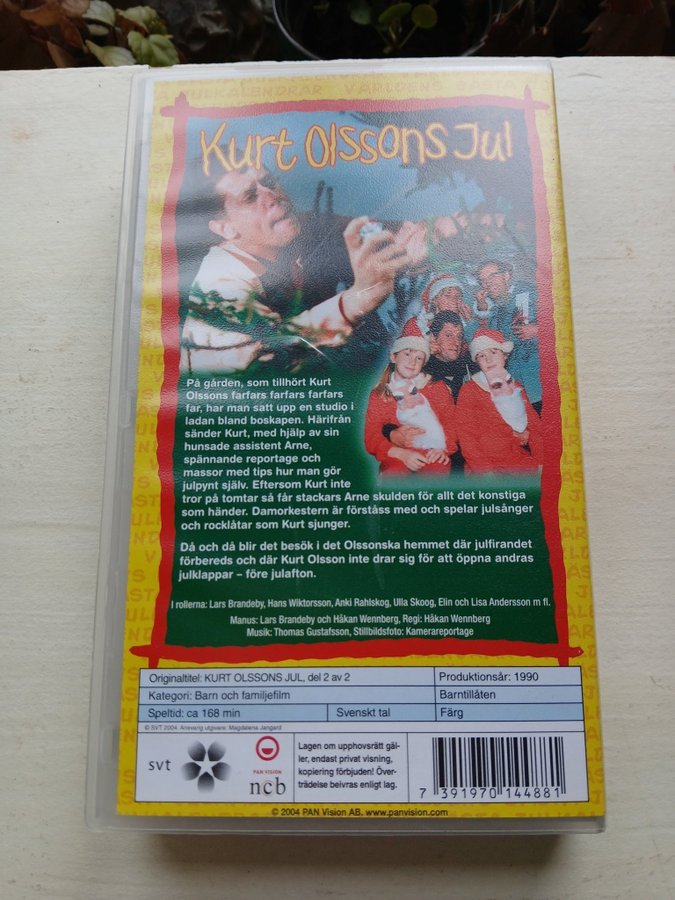 JULKALENDRAR VÄRLDENS BÄSTA
Kurt Olssons Jul
På gården, som tillhört Kurt
Olssons farfars farfars farfars
far, har man satt upp en studio i
ladan bland boskapen. Härifrån
sänder Kurt, med hjälp av sin
hunsade assistent Arne,
spännande reportage och
massor med tips hur man gör
julpynt själv. Eftersom Kurt inte
tror på tomtar så får stackars Arne skulden för allt det konstiga
som händer. Damorkestern är förståss med och spelar julsånger
och rocklåtar som Kurt sjunger.
Då och då blir det besök i det Olssonska hemmet där julfirandet
förbereds och där Kurt Olsson inte drar sig för att öppna andras
julklappar – före julafton.
I rollerna: Lars Brandeby, Hans Wiktorsson, Anki Rahlskog, Ulla Skoog, Elin och Lisa Andersson m fl.
Manus: Lars Brandeby och Håkan Wennberg, Regi: Håkan Wennberg
Musik: Thomas Gustafsson, Stillbildsfoto: Kamerareportage
Originaltitel: KURT OLSSONS JUL, del 2 av 2
Produktionsår: 1990
Kategori: Barn och familjefilm
Barntillåten
Speltid: ca 168 min
Svenskt tal
Färg
© SVT 2004. Ansvarig utgivare: Magdalena Jangard
svt
PAN VISION
ncb
Lagen om upphovsrätt gäl-
ler, endast privat visning,
kopiering förbjuden! Över-
trädelse beivras enligt lag.
7 391970 144881
© 2004 PAN Vision AB. www.panvision.com